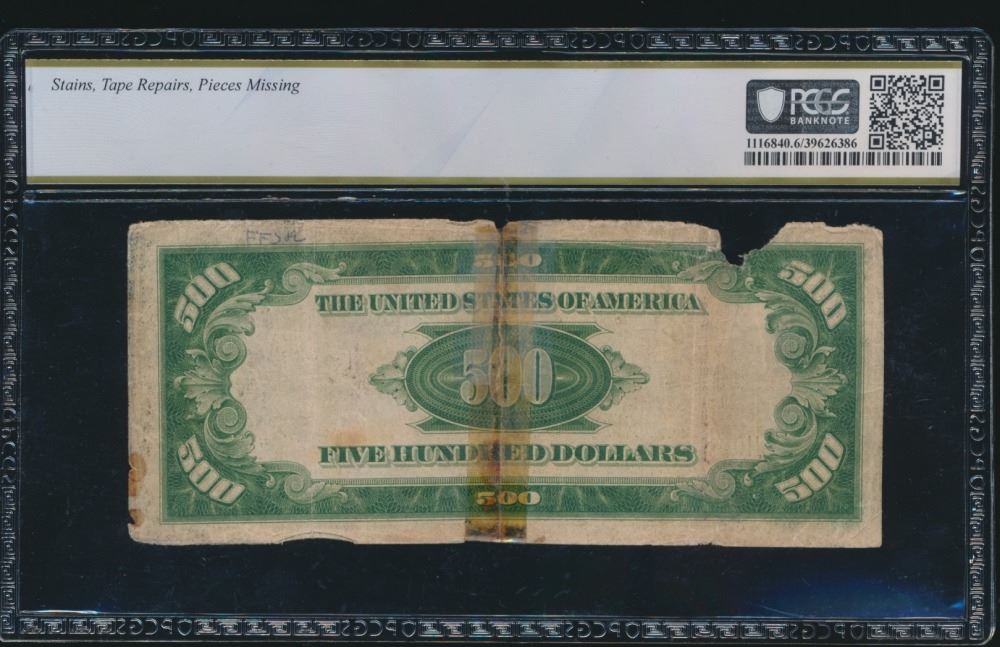 Stains, Tape Repairs, Pieces Missing
PCGS
BANKNOTE
1116840.6/39626386
500 500 500
THE UNITED STATES OF AMERICA
500
FIVE HUNDRED DOLLARS
500 500 500